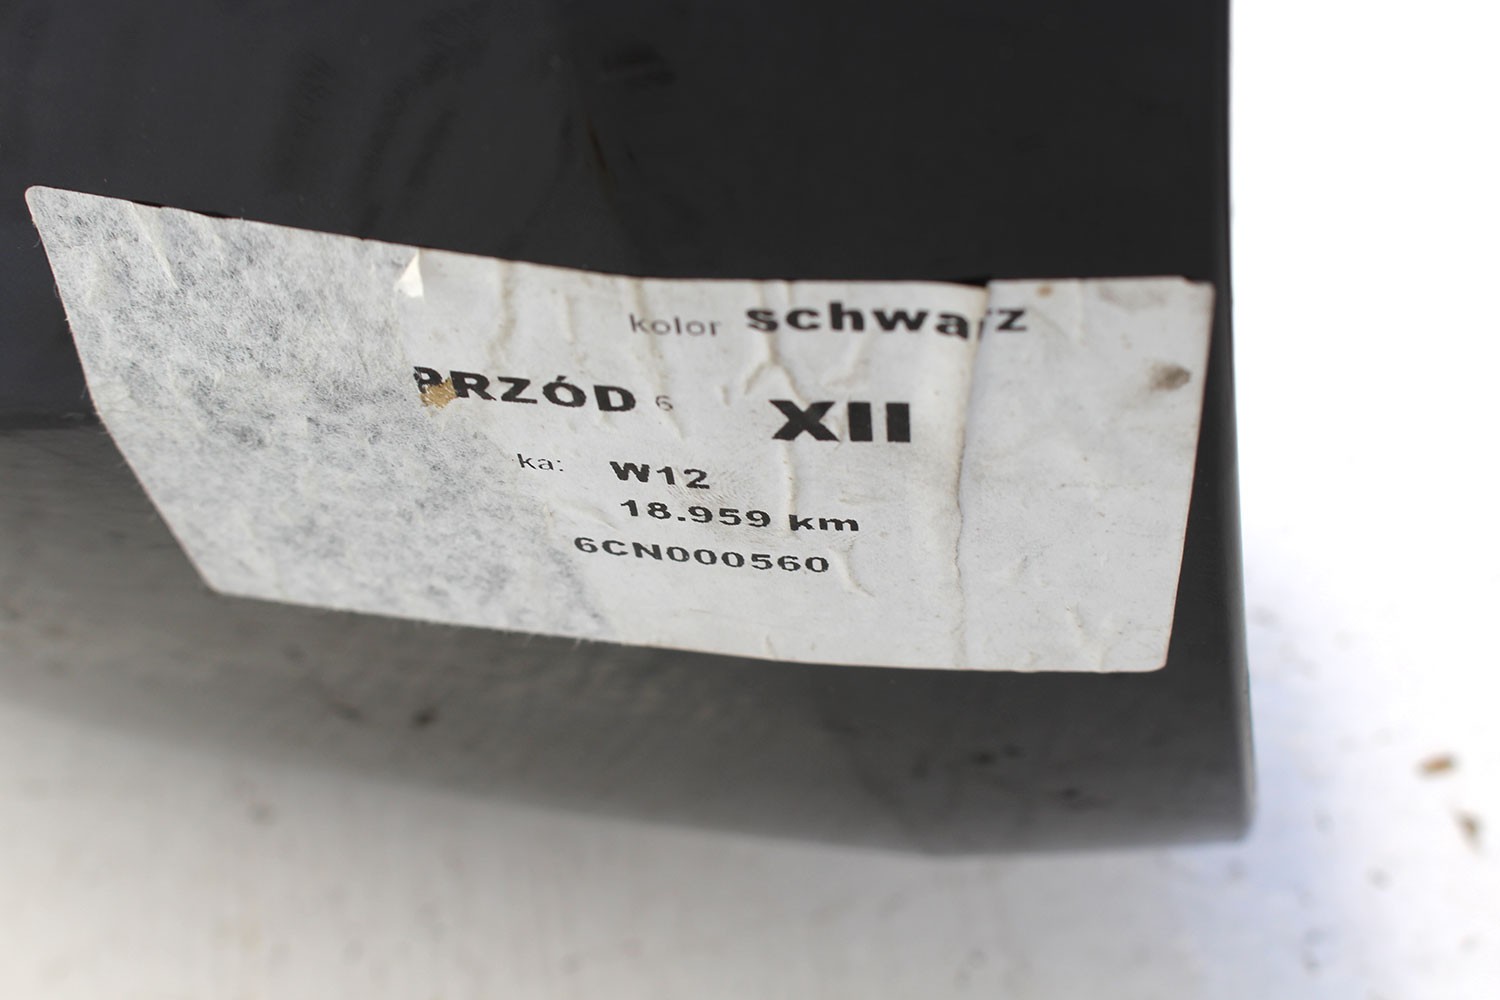 kolor schwarz
PRZÓD 6 XII
ka: W12
18.959 km
6CN000560